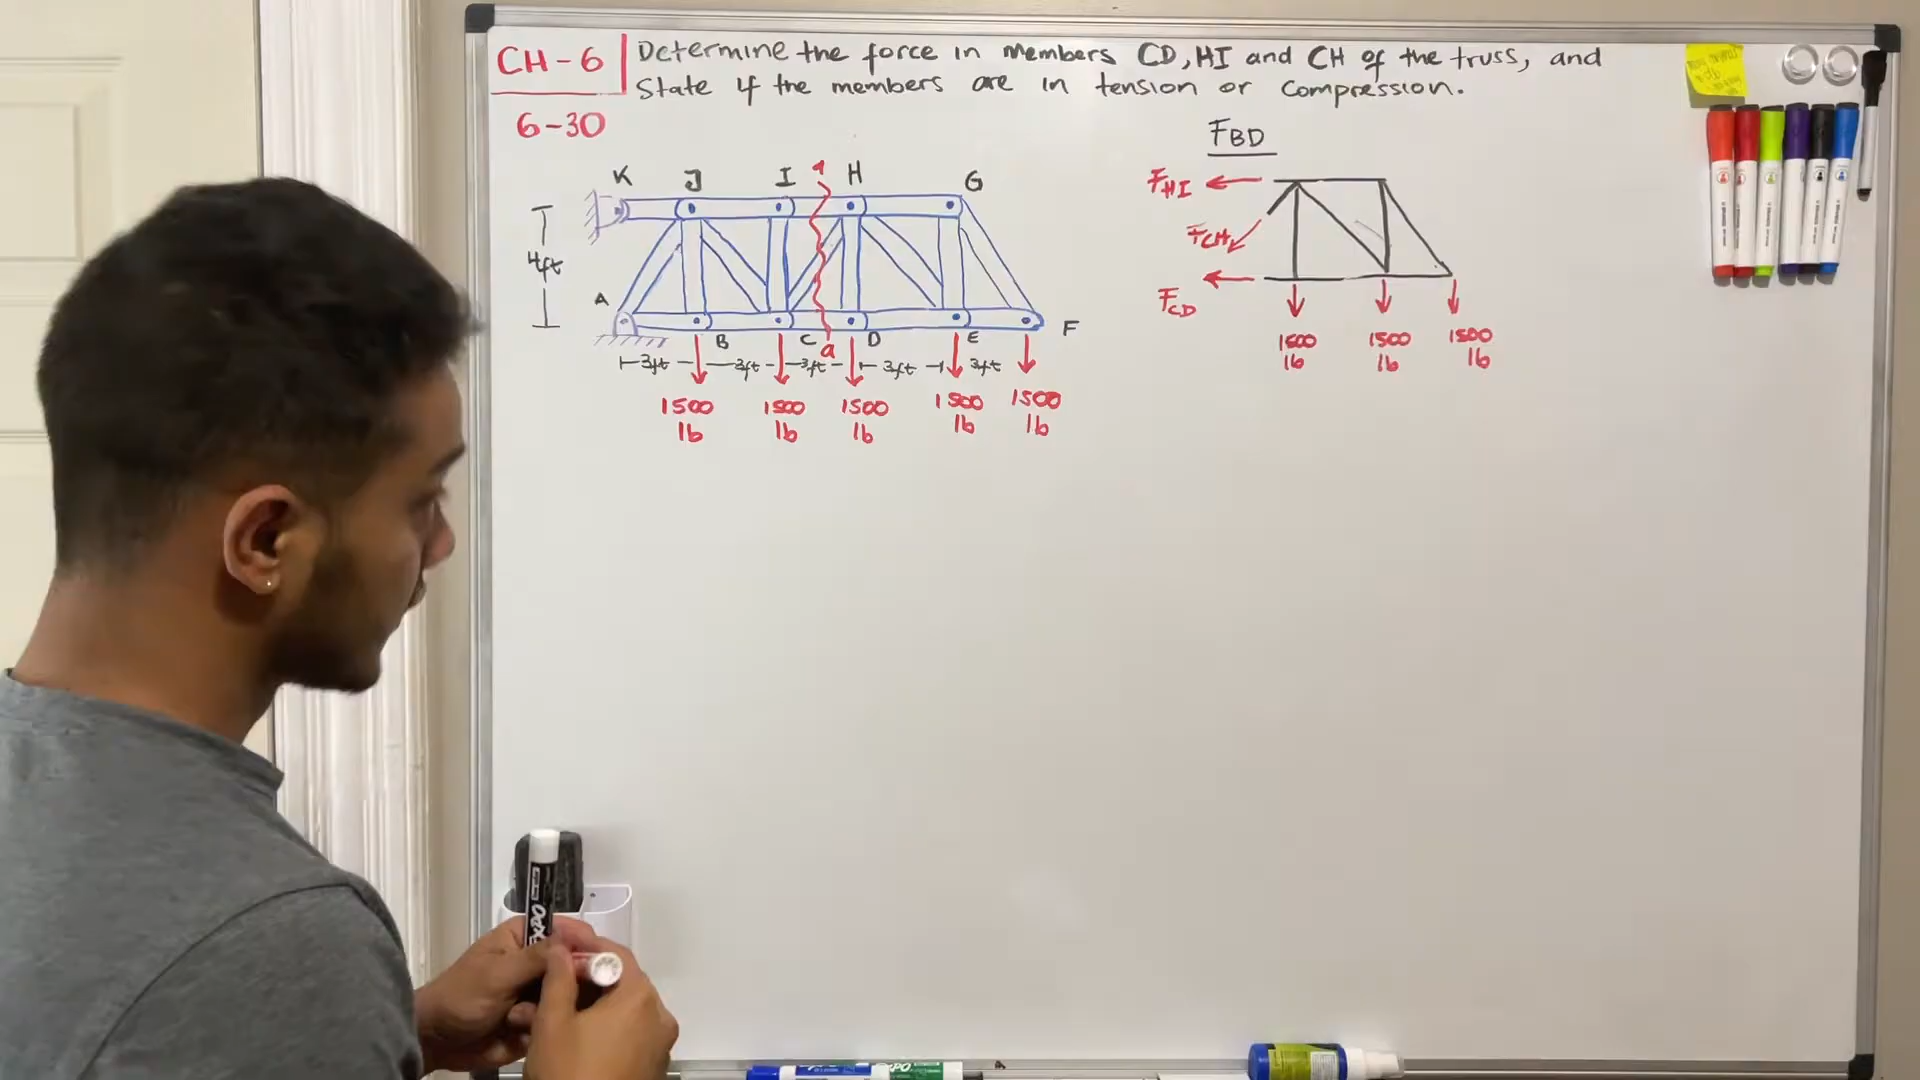 CH-6
Determine the force in members CD, HI and CH of the truss, and
State if the members are in tension or compression.
6-30
FBD
K J I a H G
4ft
A B C a D E F
3ft 3ft 3ft 3ft 3ft
1500 1500 1500 1500 1500
lb lb lb lb lb
FHI
FCH
FCD
1500 1500 1500
lb lb lb
EXPO